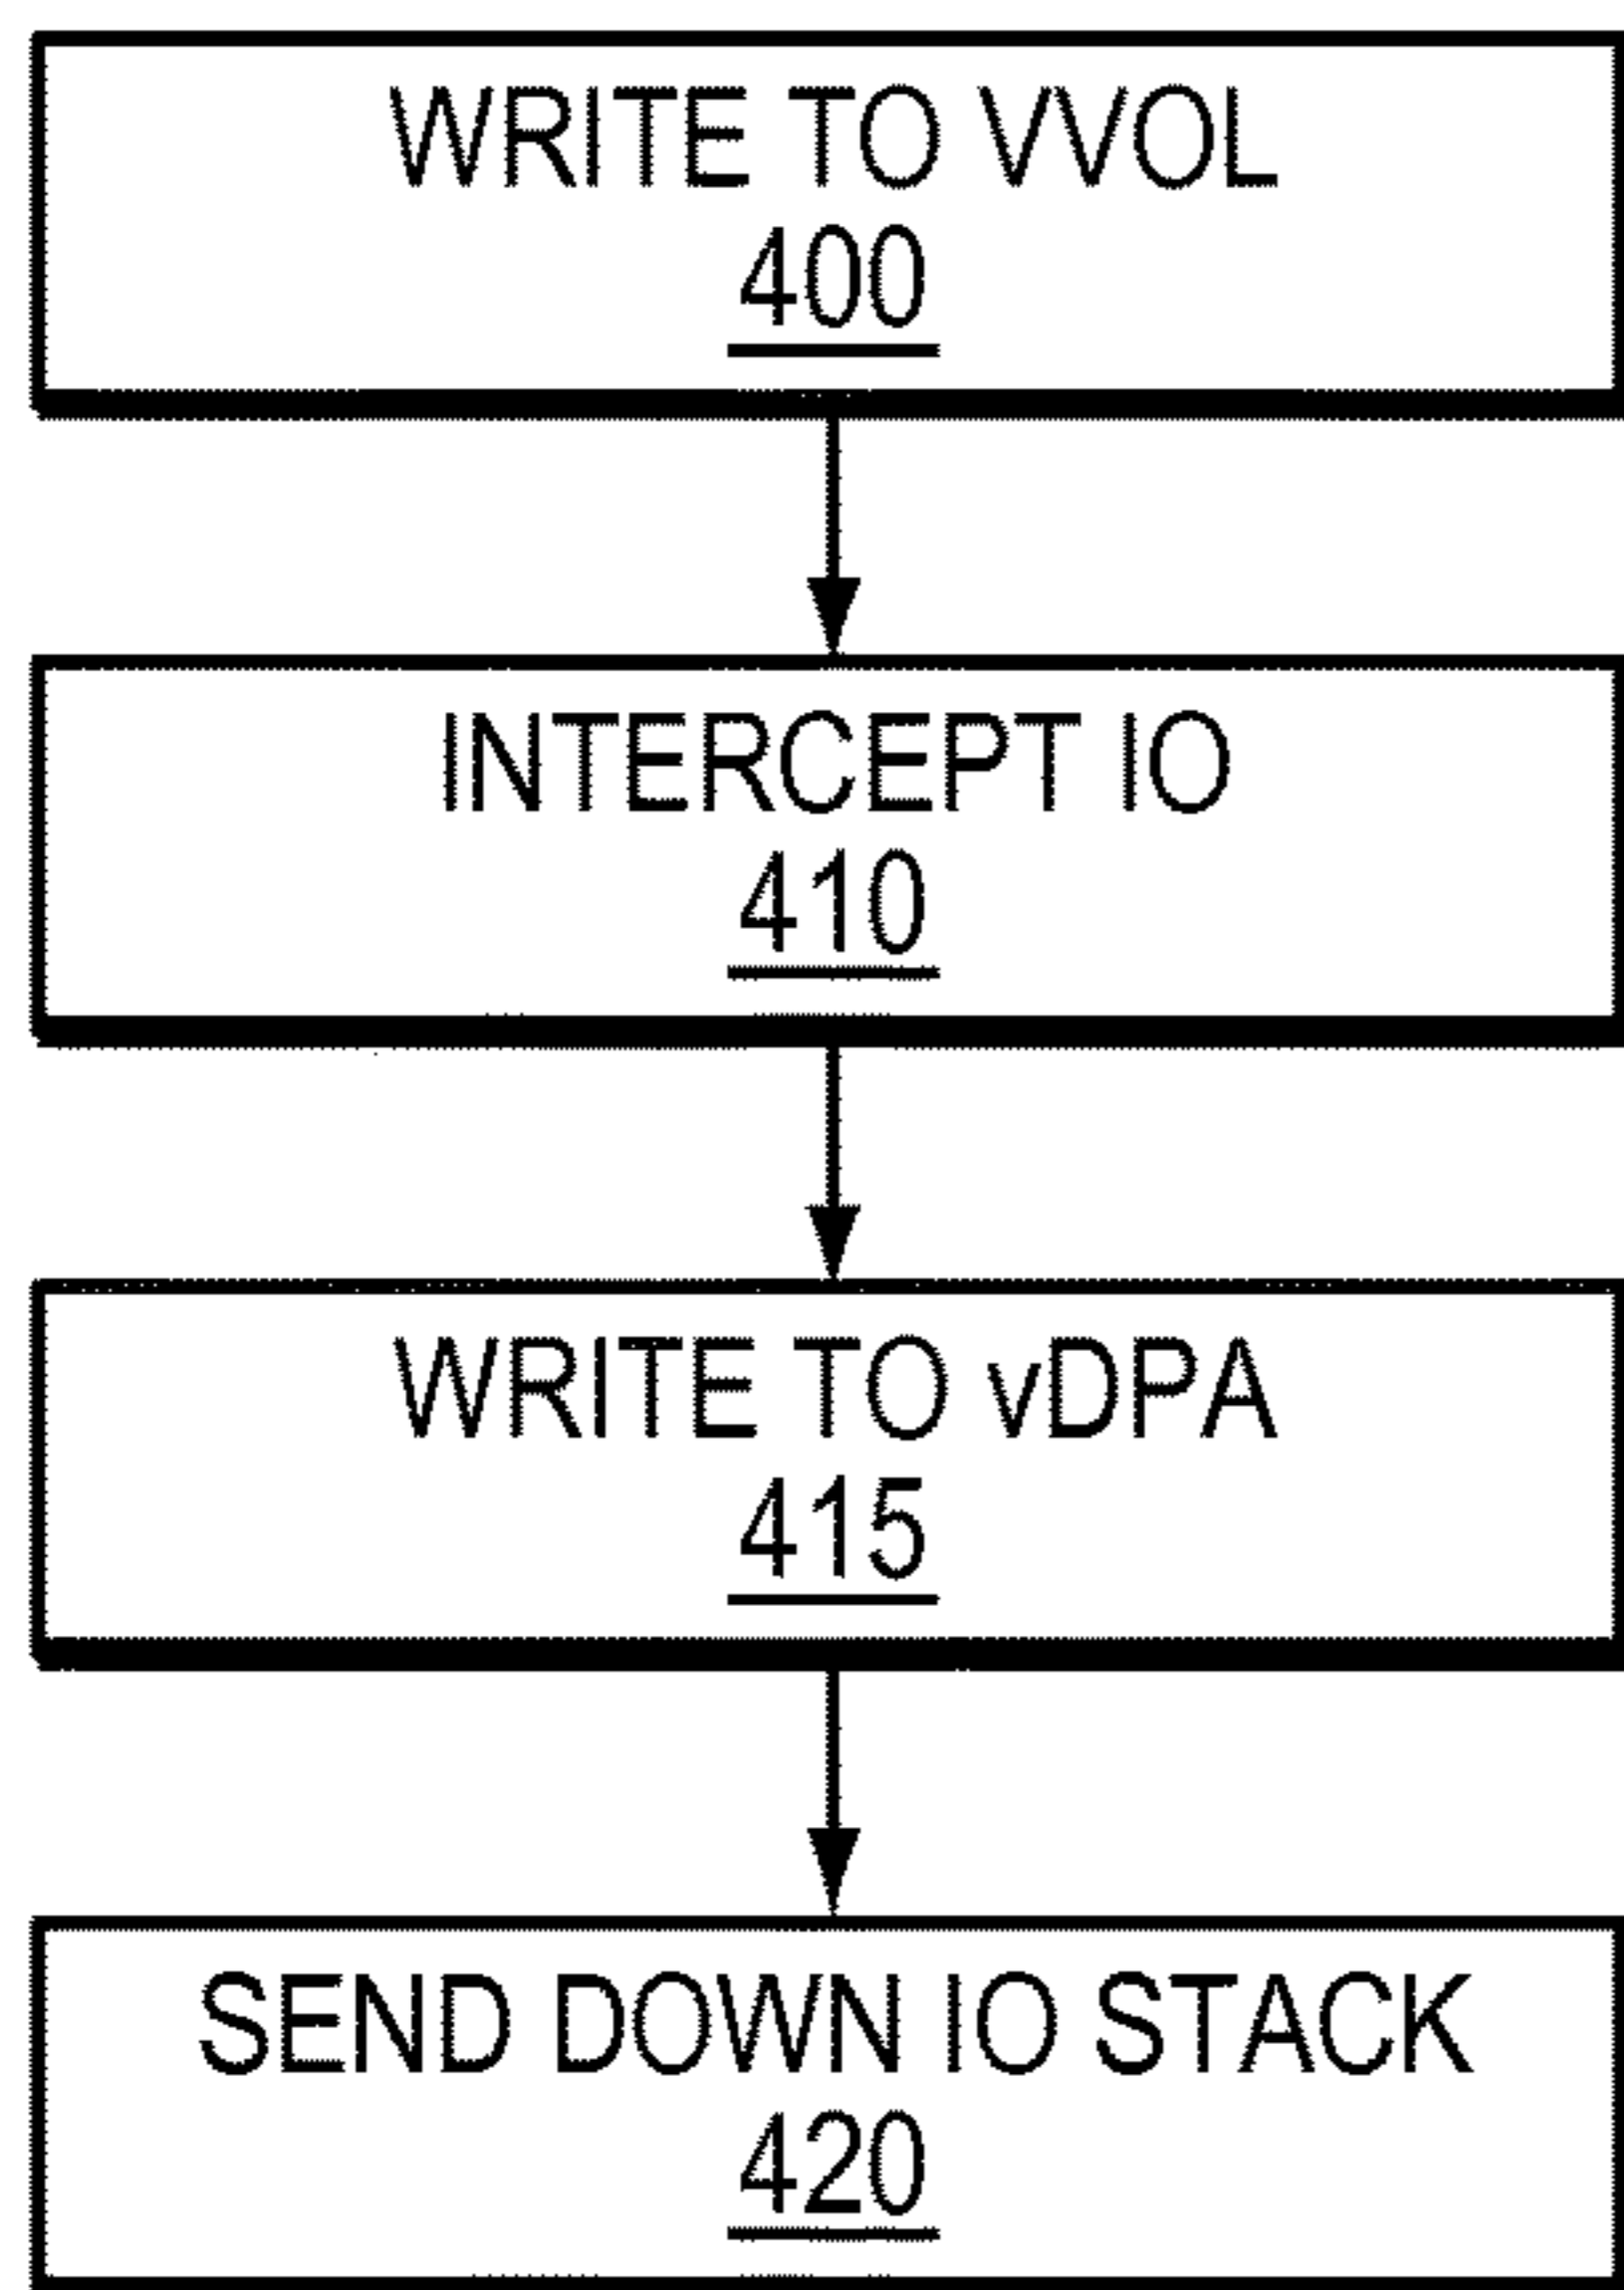 WRITE TO VVOL
400
INTERCEPT IO
410
WRITE TO vDPA
415
SEND DOWN IO STACK
420